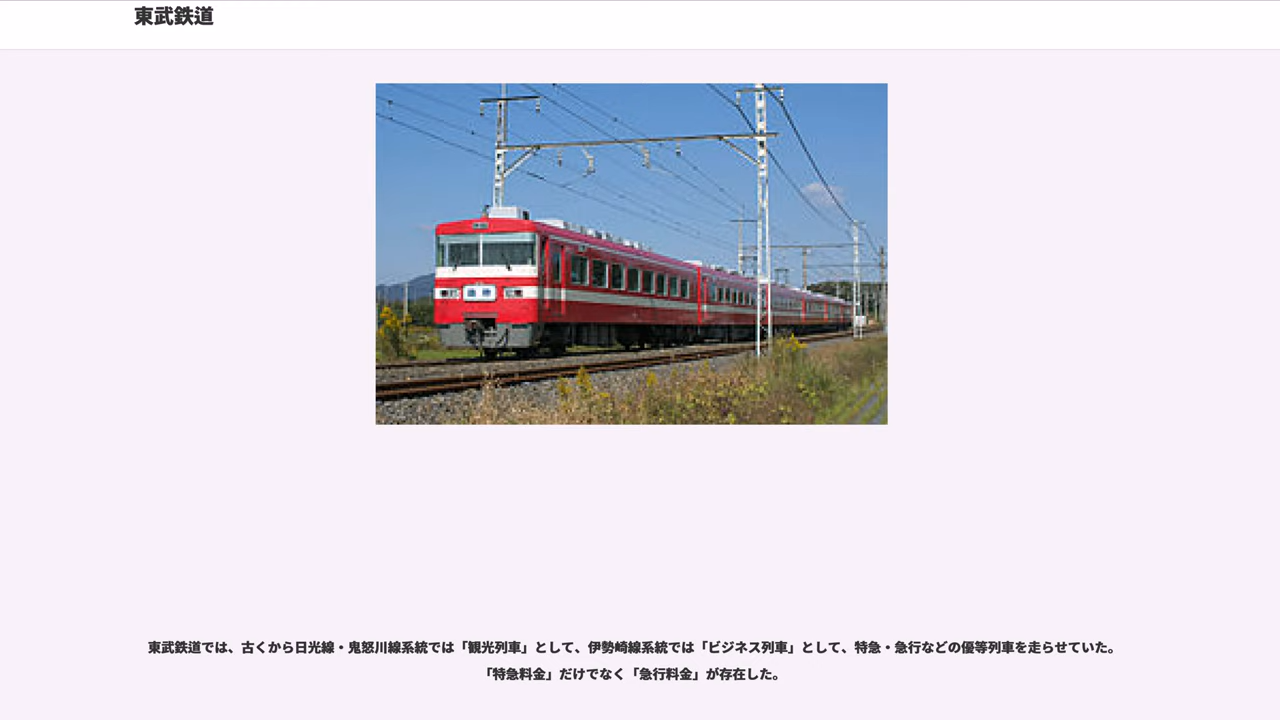 東武鉄道
東武鉄道では、古くから日光線・鬼怒川線系統では「観光列車」として、伊勢崎線系統では「ビジネス列車」として、特急・急行などの優等列車を走らせていた。
「特急料金」だけでなく「急行料金」が存在した。